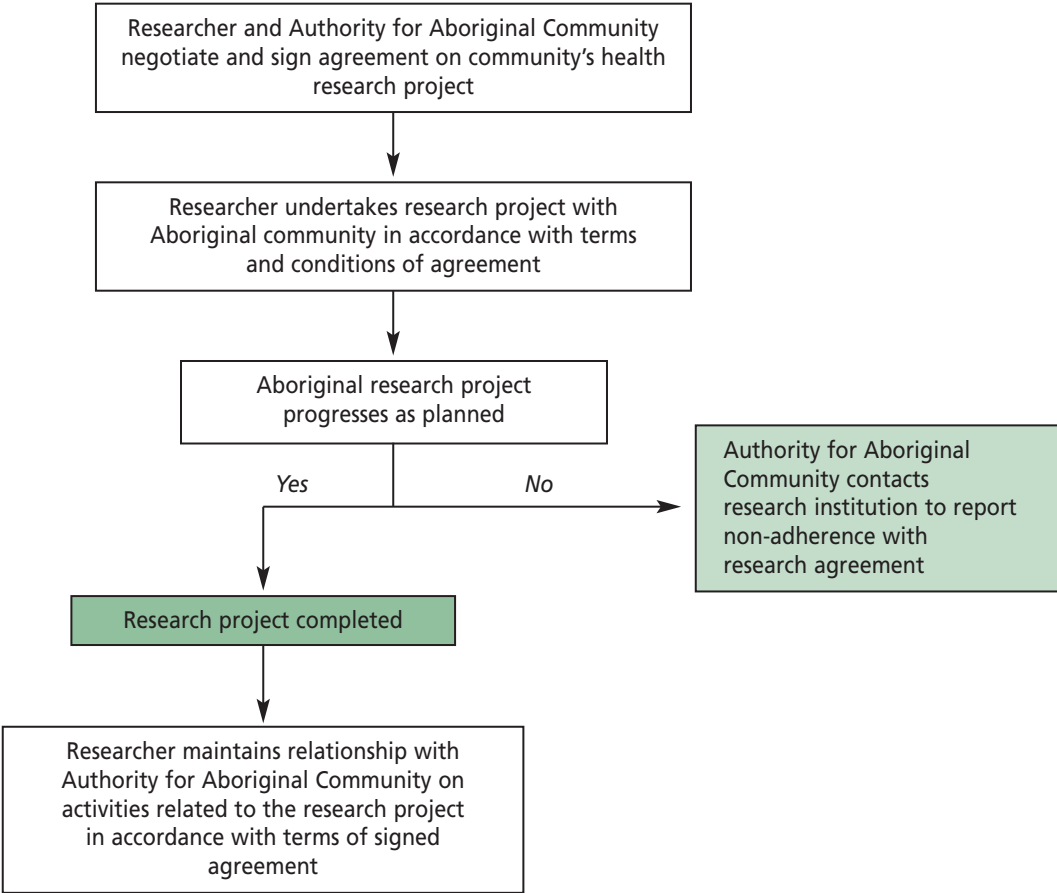 Researcher and Authority for Aboriginal Community
negotiate and sign agreement on community’s health
research project
Researcher undertakes research project with
Aboriginal community in accordance with terms
and conditions of agreement
Aboriginal research project
progresses as planned
Yes
No
Authority for Aboriginal
Community contacts
research institution to report
non-adherence with
research agreement
Research project completed
Researcher maintains relationship with
Authority for Aboriginal Community on
activities related to the research project
in accordance with terms of signed
agreement